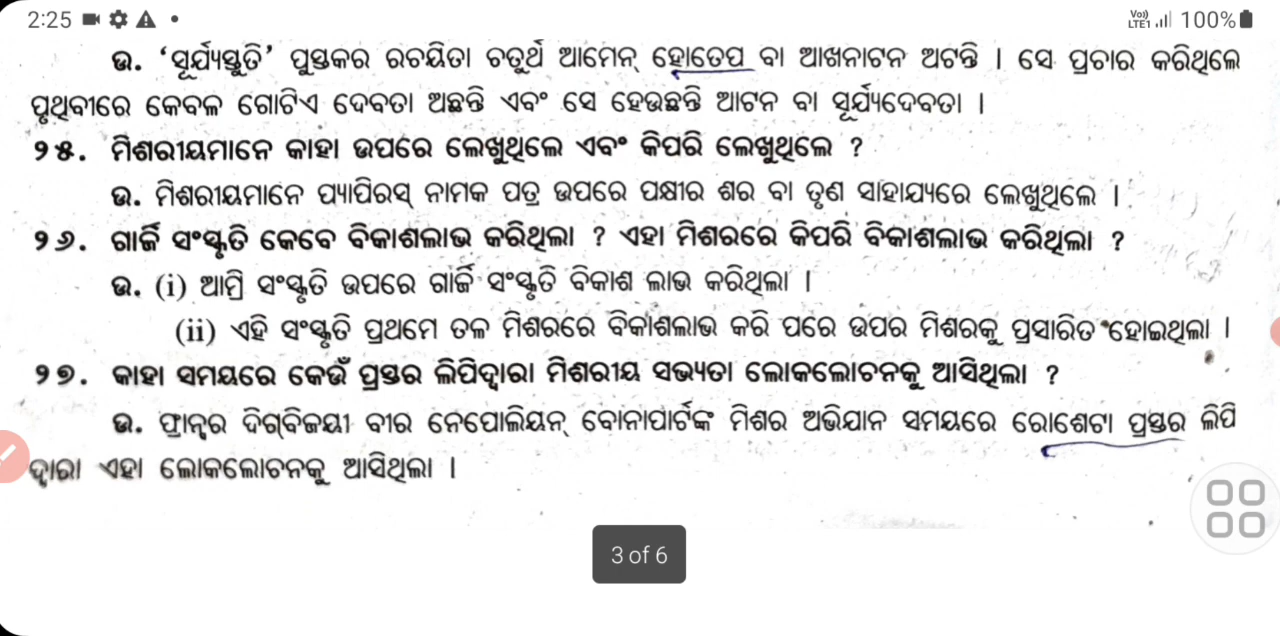 2:25
Vo)) LTE1 100%
ଉ. ‘ସୂର୍ଯ୍ୟସ୍ତୁତି’ ପୁସ୍ତକର ରଚୟିତା ଚତୁର୍ଥ ଆମେନ୍ ହୋତେପ ବା ଆଖନାଟନ ଅଟନ୍ତି । ସେ ପ୍ରଚାର କରିଥିଲେ
ପୃଥିବୀରେ କେବଳ ଗୋଟିଏ ଦେବତା ଅଛନ୍ତି ଏବଂ ସେ ହେଉଛନ୍ତି ଆଟନ ବା ସୂର୍ଯ୍ୟଦେବତା ।
୨୫. ମିଶରୀୟମାନେ କାହା ଉପରେ ଲେଖୁଥିଲେ ଏବଂ କିପରି ଲେଖୁଥିଲେ ?
ଉ. ମିଶରୀୟମାନେ ପ୍ୟାପିରସ୍ ନାମକ ପତ୍ର ଉପରେ ପକ୍ଷୀର ଶର ବା ତୃଣ ସାହାଯ୍ୟରେ ଲେଖୁଥିଲେ ।
୨୬. ଗାର୍ଜି ସଂସ୍କୃତି କେବେ ବିକାଶଲାଭ କରିଥିଲା ? ଏହା ମିଶରରେ କିପରି ବିକାଶଲାଭ କରିଥିଲା ?
ଉ. (i) ଆମ୍ରି ସଂସ୍କୃତି ଉପରେ ଗାର୍ଜି ସଂସ୍କୃତି ବିକାଶ ଲାଭ କରିଥିଲା ।
(ii) ଏହି ସଂସ୍କୃତି ପ୍ରଥମେ ତଳ ମିଶରରେ ବିକାଶଲାଭ କରି ପରେ ଉପର ମିଶରକୁ ପ୍ରସାରିତ ହୋଇଥିଲା ।
୨୭. କାହା ସମୟରେ କେଉଁ ପ୍ରସ୍ତର ଲିପିଦ୍ୱାରା ମିଶରୀୟ ସଭ୍ୟତା ଲୋକଲୋଚନକୁ ଆସିଥିଲା ?
ଉ. ଫ୍ରାନ୍ସର ଦିଗ୍‌ବିଜୟୀ ବୀର ନେପୋଲିୟନ୍ ବୋନାପାର୍ଟଙ୍କ ମିଶର ଅଭିଯାନ ସମୟରେ ରୋଶେଟା ପ୍ରସ୍ତର ଲିପି
ଦ୍ୱାରା ଏହା ଲୋକଲୋଚନକୁ ଆସିଥିଲା ।
3 of 6